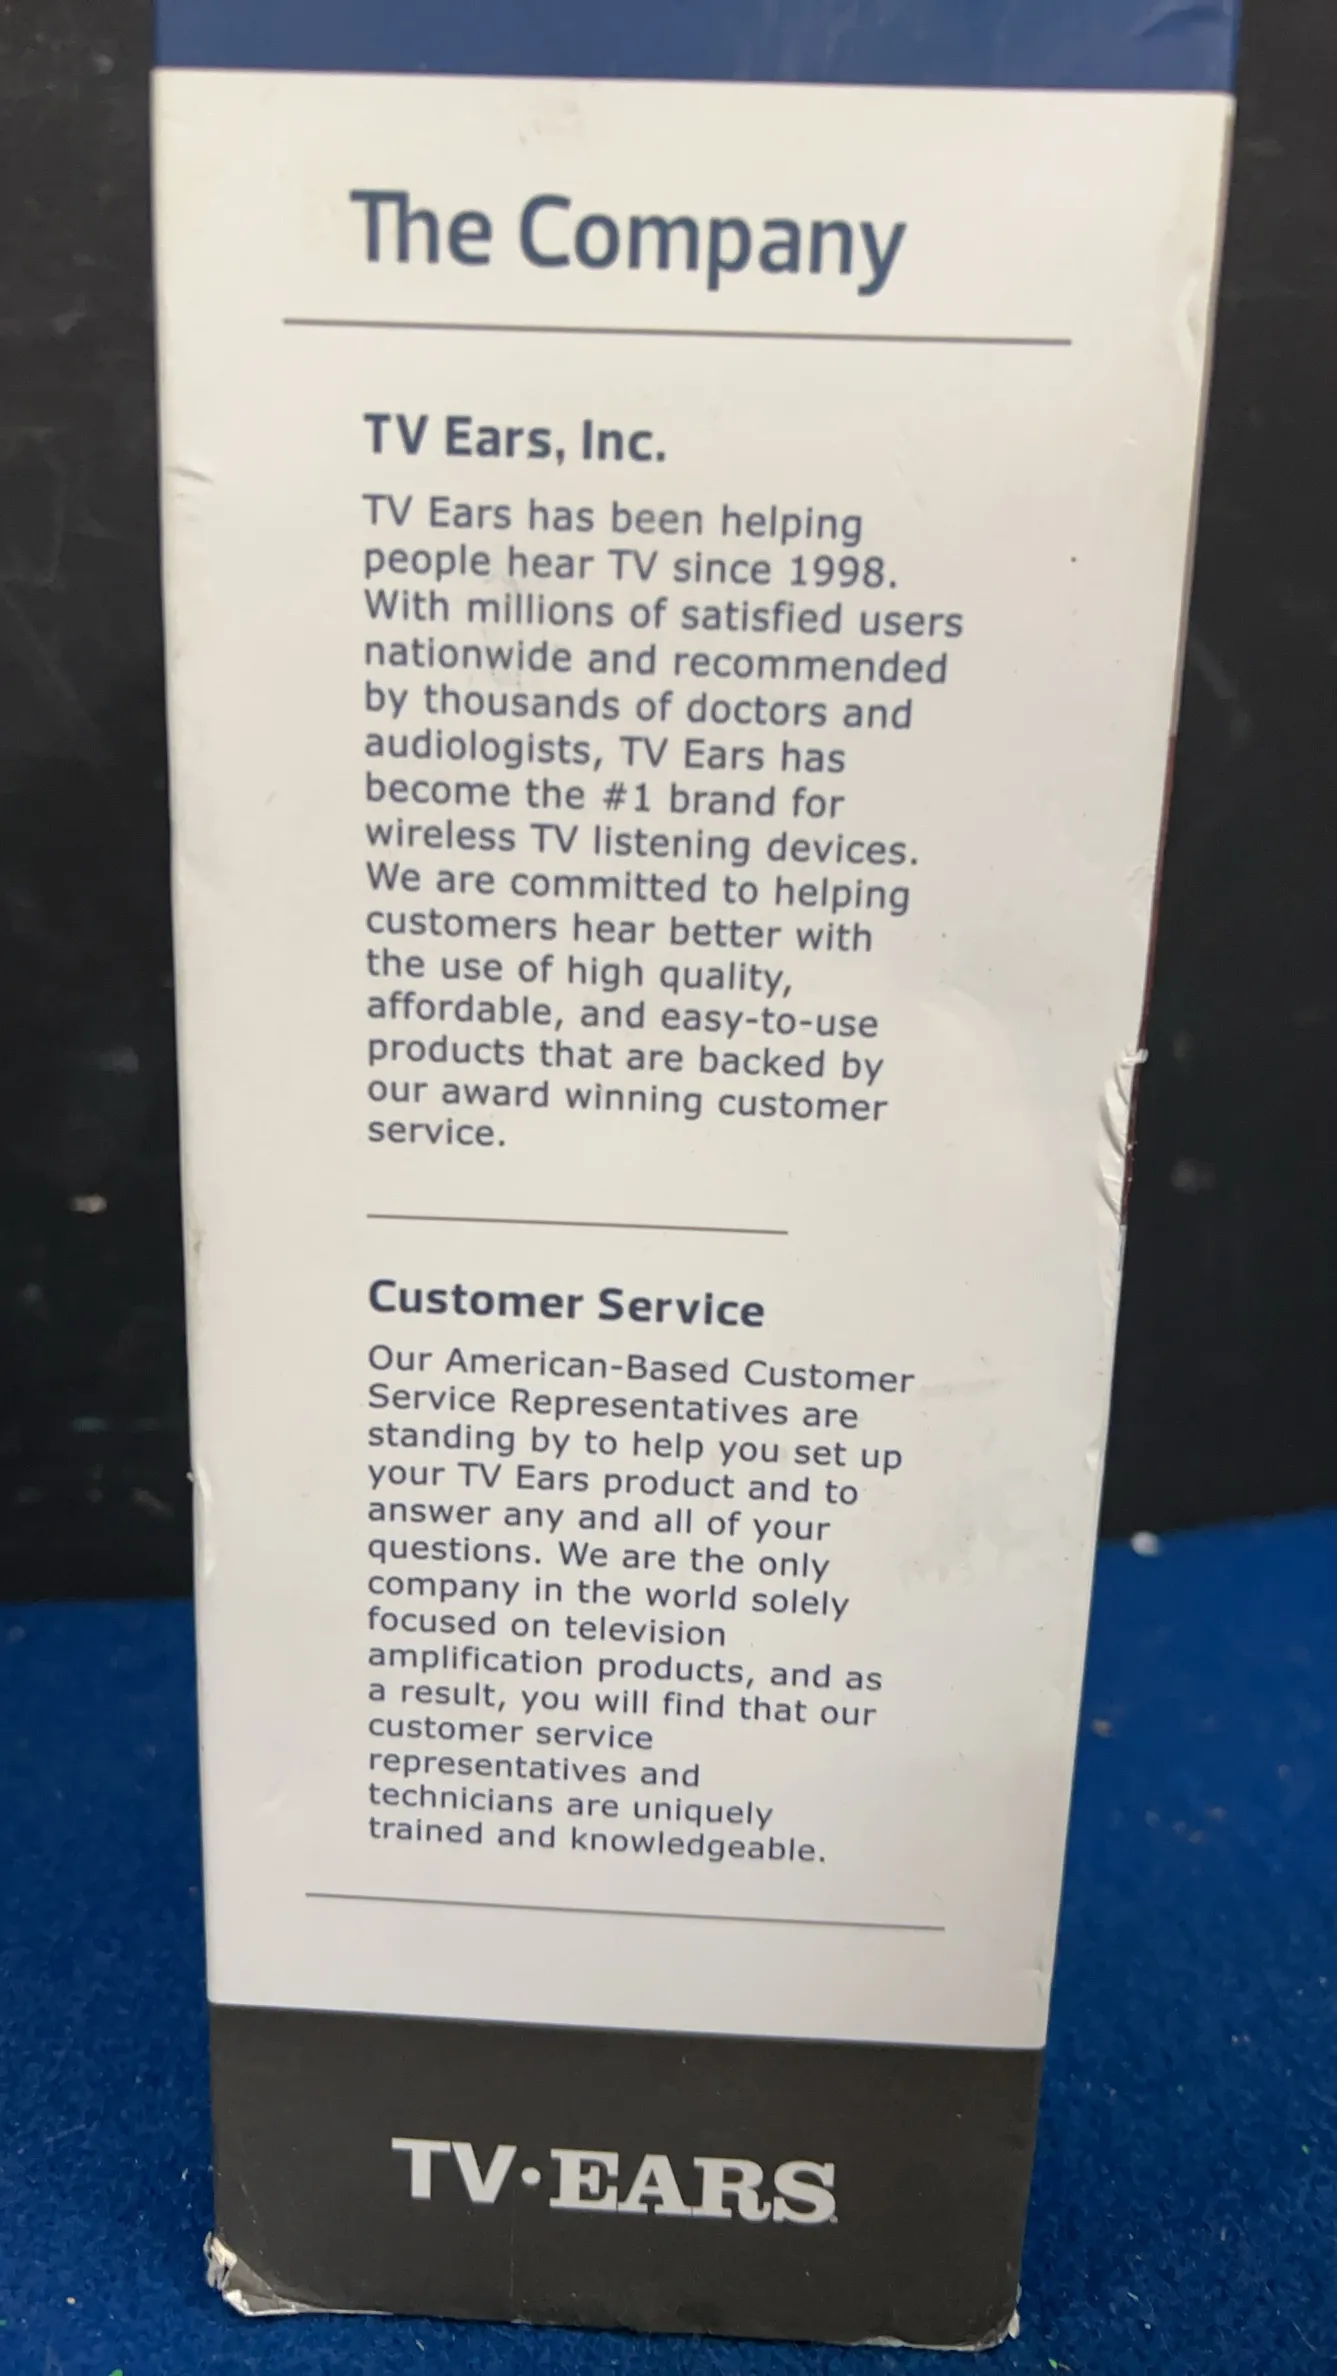 The Company
TV Ears, Inc.
TV Ears has been helping
people hear TV since 1998.
With millions of satisfied users
nationwide and recommended
by thousands of doctors and
audiologists, TV Ears has
become the #1 brand for
wireless TV listening devices.
We are committed to helping
customers hear better with
the use of high quality,
affordable, and easy-to-use
products that are backed by
our award winning customer
service.
Customer Service
Our American-Based Customer
Service Representatives are
standing by to help you set up
your TV Ears product and to
answer any and all of your
questions. We are the only
company in the world solely
focused on television
amplification products, and as
a result, you will find that our
customer service
representatives and
technicians are uniquely
trained and knowledgeable.
TV·EARS